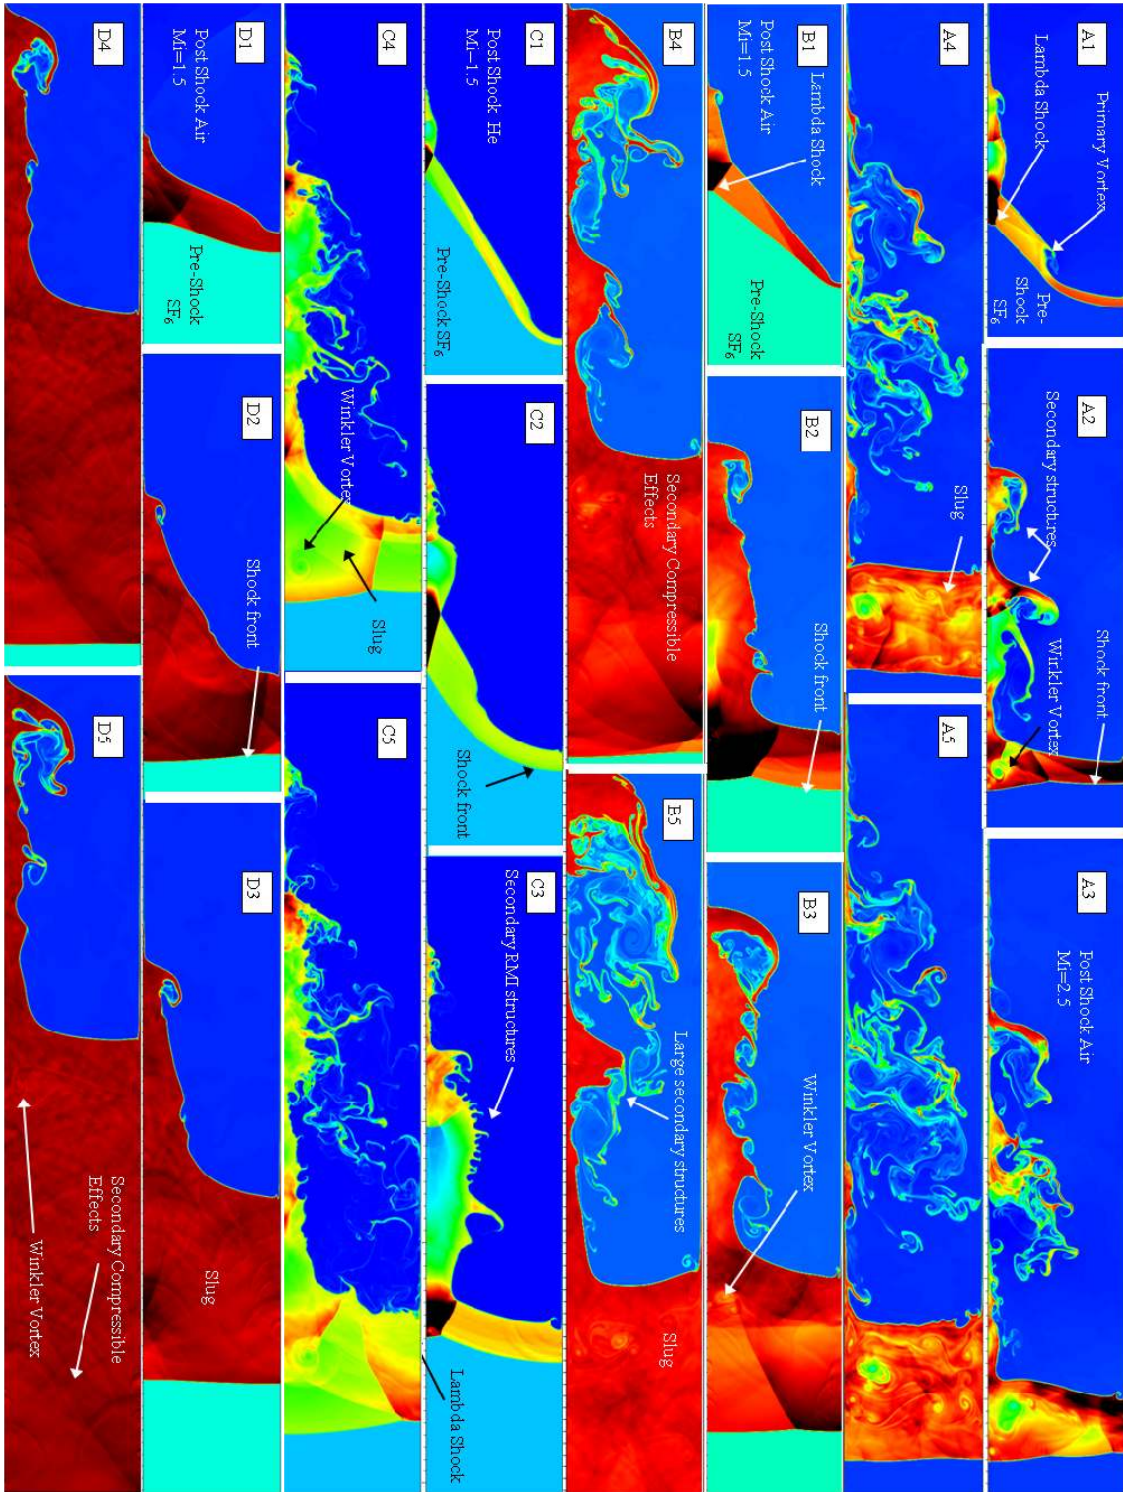 A1
Primary Vortex
Lambda Shock
Pre-
Shock
SF6
A2
Secondary structures
Shock front
Winkler Vortex
A3
Post Shock Air
Mi=2.5
A4
Slug
A5
B1
Lambda Shock
Post Shock Air
Mi=1.5
Pre-Shock
SF6
B2
Shock front
B3
Winkler Vortex
B4
Secondary Compressible
Effects
B5
Large secondary structures
Slug
C1
Post Shock He
Mi=1.5
Pre-Shock SF6
C2
Shock front
C3
Secondary RMI structures
Lambda Shock
C4
Winkler Vortex
Slug
C5
D1
Post Shock Air
Mi=1.5
Pre-Shock
SF6
D2
Shock front
D3
Slug
D4
D5
Secondary Compressible
Effects
Winkler Vortex